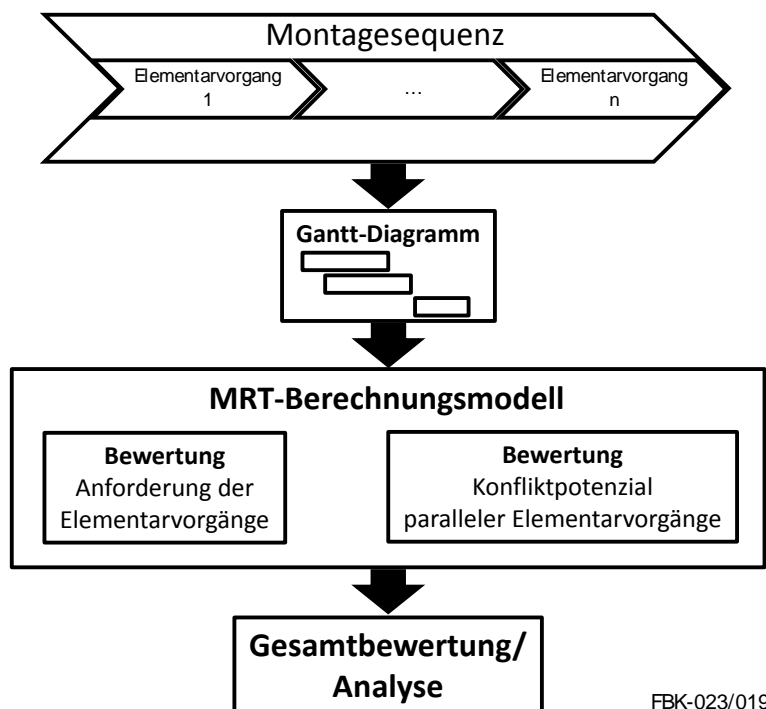 Montagesequenz
Elementarvorgang
1
...
Elementarvorgang
n
Gantt-Diagramm
MRT-Berechnungsmodell
Bewertung
Anforderung der
Elementarvorgänge
Bewertung
Konfliktpotenzial
paralleler Elementarvorgänge
Gesamtbewertung/
Analyse
FBK-023/019